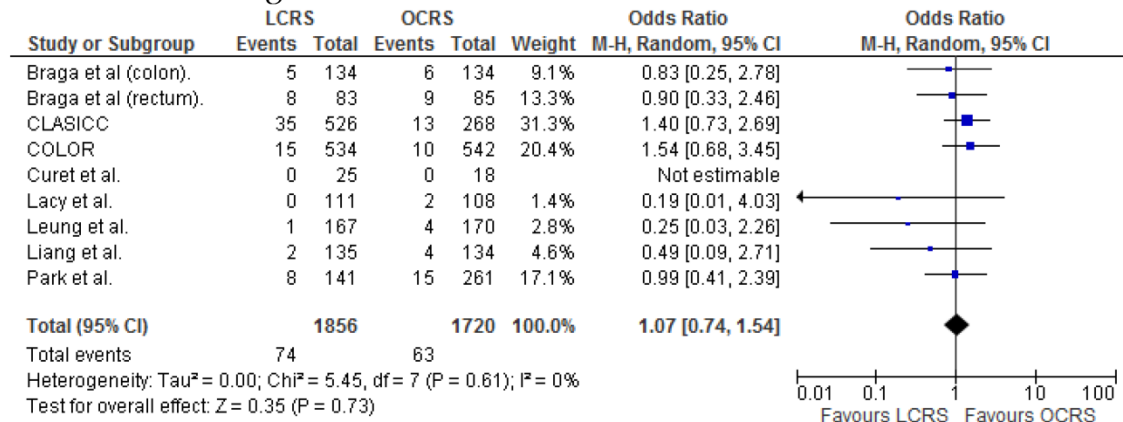 LCRS OCRS Odds Ratio Odds Ratio
Study or Subgroup Events Total Events Total Weight M-H, Random, 95% CI M-H, Random, 95% CI
Braga et al (colon). 5 134 6 134 9.1% 0.83 [0.25, 2.78]
Braga et al (rectum). 8 83 9 85 13.3% 0.90 [0.33, 2.46]
CLASICC 35 526 13 268 31.3% 1.40 [0.73, 2.69]
COLOR 15 534 10 542 20.4% 1.54 [0.68, 3.45]
Curet et al. 0 25 0 18 Not estimable
Lacy et al. 0 111 2 108 1.4% 0.19 [0.01, 4.03]
Leung et al. 1 167 4 170 2.8% 0.25 [0.03, 2.26]
Liang et al. 2 135 4 134 4.6% 0.49 [0.09, 2.71]
Park et al. 8 141 15 261 17.1% 0.99 [0.41, 2.39]
Total (95% CI) 1856 1720 100.0% 1.07 [0.74, 1.54]
Total events 74 63
Heterogeneity: Tau² = 0.00; Chi² = 5.45, df = 7 (P = 0.61); I² = 0%
Test for overall effect: Z = 0.35 (P = 0.73)
0.01 0.1 1 10 100
Favours LCRS Favours OCRS